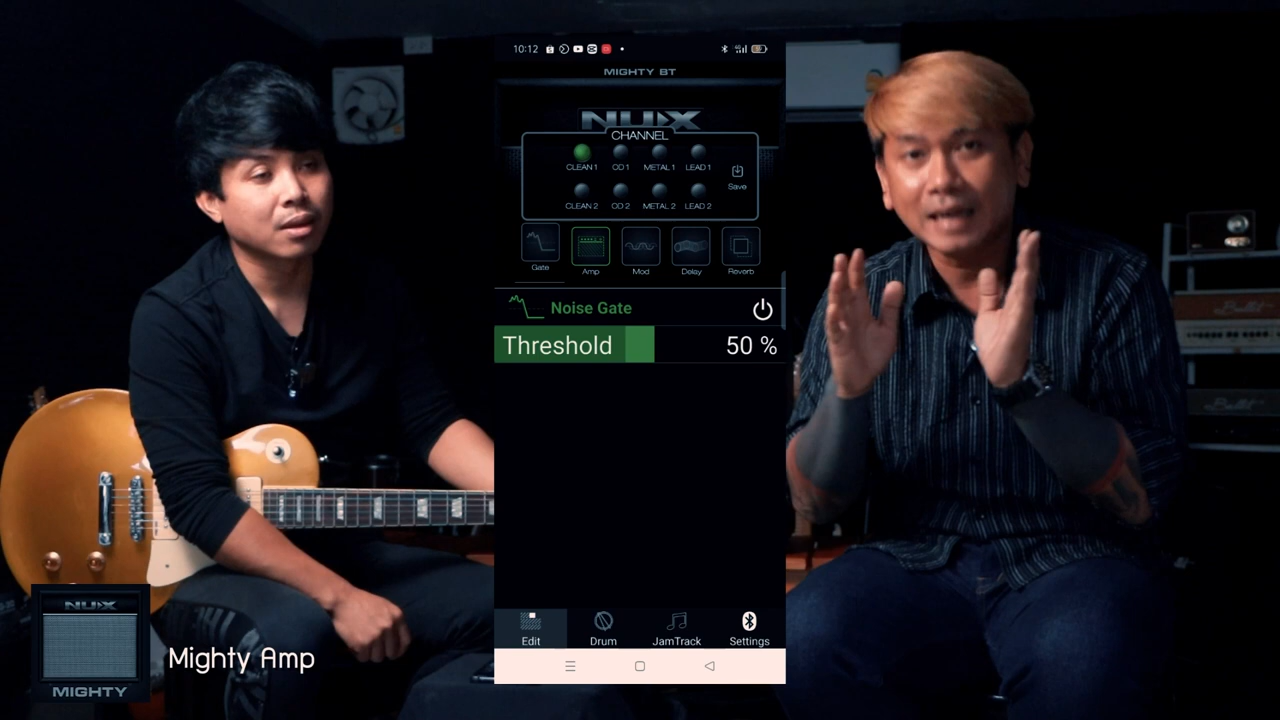 10:12
MIGHTY BT
NUX
CHANNEL
CLEAN 1 OD 1 METAL 1 LEAD 1
Save
CLEAN 2 OD 2 METAL 2 LEAD 2
Gate Amp Mod Delay Reverb
Noise Gate
Threshold 50 %
Edit Drum JamTrack Settings
NUX
MIGHTY
Mighty Amp
Bullet
Bullet